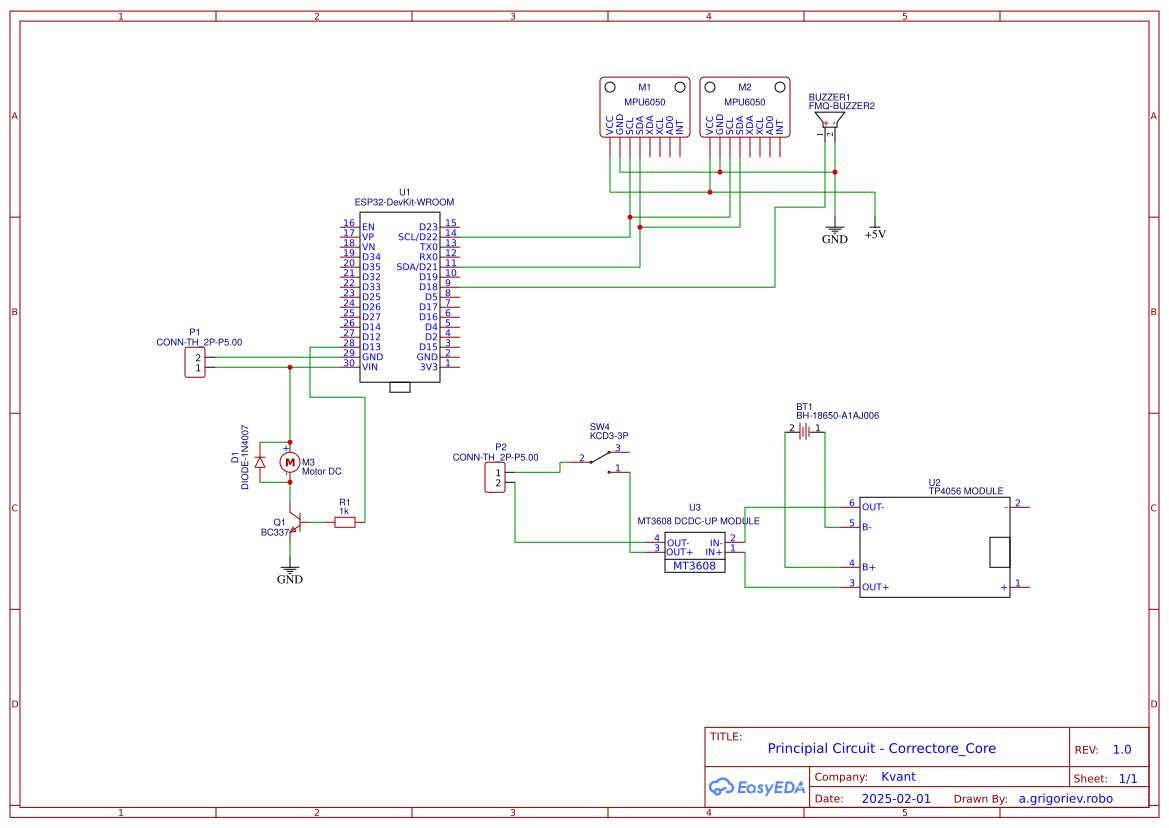 1 2 3 4 5
A
B
C
D
A
B
C
D
M1
MPU6050
VCC
GND
SCL
SDA
XDA
XCL
AD0
INT
M2
MPU6050
VCC
GND
SCL
SDA
XDA
XCL
AD0
INT
BUZZER1
FMQ-BUZZER2
+ -
1 2
GND
+5V
U1
ESP32-DevKit-WROOM
16 EN D23 15
17 VP SCL/D22 14
18 VN TX0 13
19 D34 RX0 12
20 D35 SDA/D21 11
21 D32 D19 10
22 D33 D18 9
23 D25 D5 8
24 D26 D17 7
25 D27 D16 6
26 D14 D4 5
27 D12 D2 4
28 D13 D15 3
29 GND GND 2
30 VIN 3V3 1
P1
CONN-TH_2P-P5.00
2
1
D1
DIODE-1N4007
+
M
-
M3
Motor DC
Q1
BC337
R1
1k
GND
P2
CONN-TH_2P-P5.00
1
2
SW4
KCD3-3P
3
2
1
U3
MT3608 DCDC-UP MODULE
4 OUT- IN- 2
3 OUT+ IN+ 1
MT3608
BT1
BH-18650-A1AJ006
2 1
U2
TP4056 MODULE
6 OUT- - 2
5 B-
4 B+
3 OUT+ + 1
TITLE:
Principial Circuit - Correctore_Core
REV: 1.0
EasyEDA
Company: Kvant
Sheet: 1/1
Date: 2025-02-01 Drawn By: a.grigoriev.robo
1 2 3 4 5